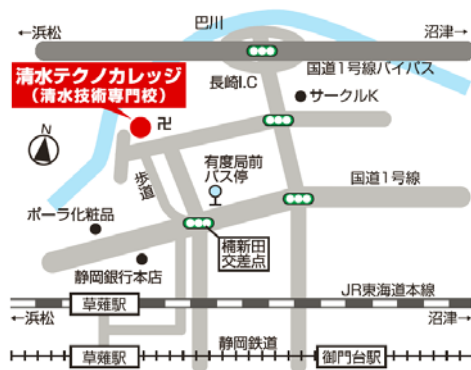 巴川
←浜松
沼津→
長崎I.C
国道1号線バイパス
清水テクノカレッジ
(清水技術専門校)
サークルK
卍
N
歩道
有度局前
バス停
国道1号線
ポーラ化粧品
楠新田
交差点
静岡銀行本店
JR東海道本線
←浜松
草薙駅
沼津→
静岡鉄道
草薙駅
御門台駅